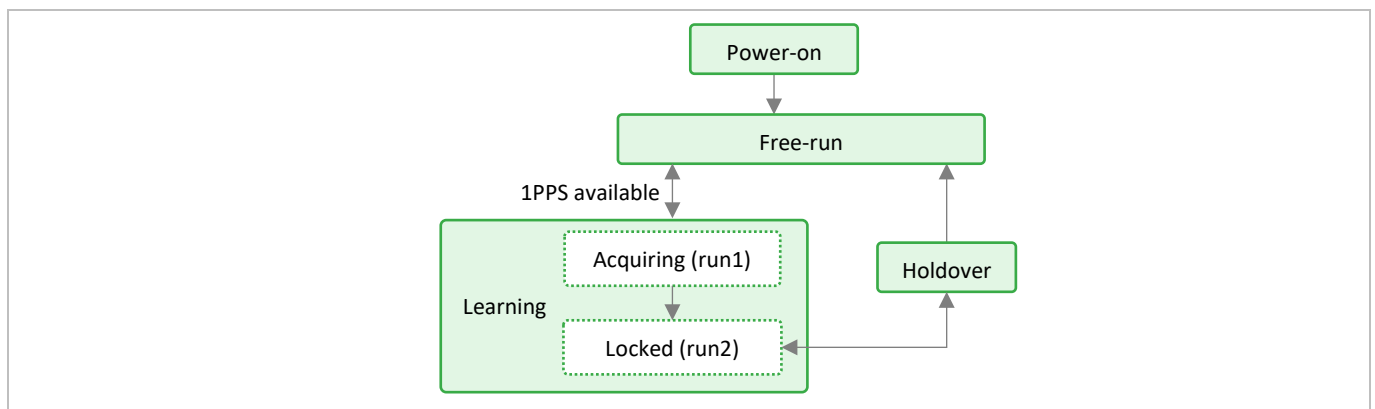 Power-on
Free-run
1PPS available
Acquiring (run1)
Learning
Holdover
Locked (run2)